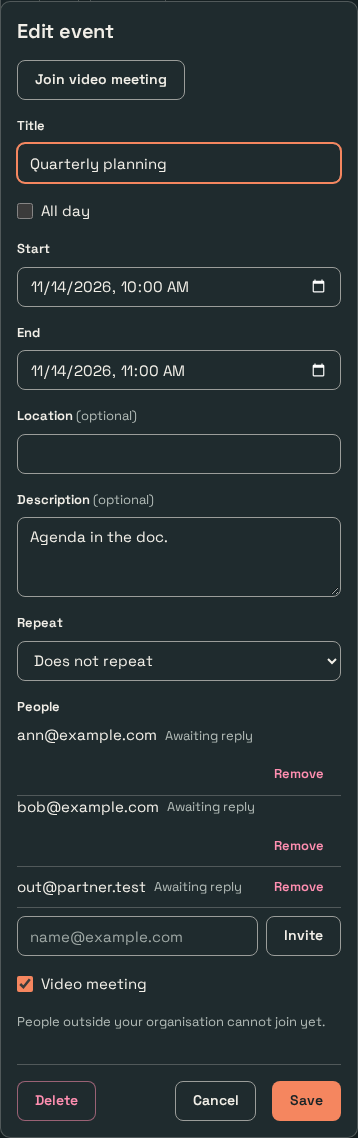 Edit event
Join video meeting
Title
Quarterly planning
All day
Start
11/14/2026, 10:00 AM
End
11/14/2026, 11:00 AM
Location (optional)
Description (optional)
Agenda in the doc.
Repeat
Does not repeat
People
ann@example.com Awaiting reply
Remove
bob@example.com Awaiting reply
Remove
out@partner.test Awaiting reply Remove
name@example.com Invite
Video meeting
People outside your organisation cannot join yet.
Delete Cancel Save